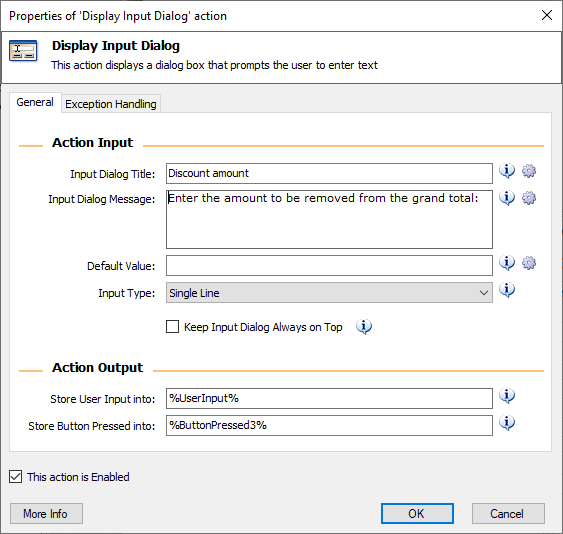 Properties of 'Display Input Dialog' action
Display Input Dialog
This action displays a dialog box that prompts the user to enter text
General
Exception Handling
Action Input
Input Dialog Title: Discount amount
Input Dialog Message: Enter the amount to be removed from the grand total:
Default Value:
Input Type: Single Line
Keep Input Dialog Always on Top
Action Output
Store User Input into: %UserInput%
Store Button Pressed into: %ButtonPressed3%
This action is Enabled
More Info
OK
Cancel